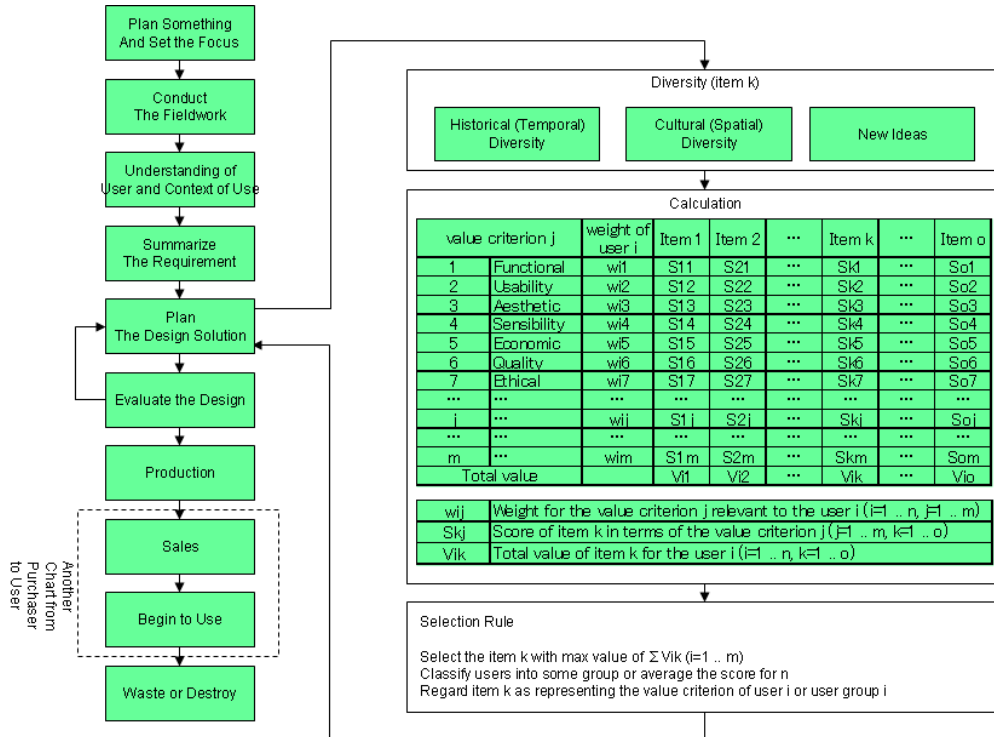 Plan Something
And Set the Focus
Conduct
The Fieldwork
Understanding of
User and Context of Use
Summarize
The Requirement
Plan
The Design Solution
Evaluate the Design
Production
Sales
Begin to Use
Another
Chart from
Purchaser
to User
Waste or Destroy
Diversity (item k)
Historical (Temporal)
Diversity
Cultural (Spatial)
Diversity
New Ideas
Calculation
value criterion j weight of user i Item 1 Item 2 ... Item k ... Item o
1 Functional wi1 S11 S21 ... Sk1 ... So1
2 Usability wi2 S12 S22 ... Sk2 ... So2
3 Aesthetic wi3 S13 S23 ... Sk3 ... So3
4 Sensibility wi4 S14 S24 ... Sk4 ... So4
5 Economic wi5 S15 S25 ... Sk5 ... So5
6 Quality wi6 S16 S26 ... Sk6 ... So6
7 Ethical wi7 S17 S27 ... Sk7 ... So7
... ... ... ... ... ... ... ...
j ... wij S1j S2j ... Skj ... Soj
... ... ... ... ... ... ... ...
m ... wim S1m S2m ... Skm ... Som
Total value Vi1 Vi2 ... Vik ... Vio
wij Weight for the value criterion j relevant to the user i (i=1 .. n, j=1 .. m)
Skj Score of item k in terms of the value criterion j (j=1 .. m, k=1 .. o)
Vik Total value of item k for the user i (i=1 .. n, k=1 .. o)
Selection Rule
Select the item k with max value of Σ Vik (i=1 .. m)
Classify users into some group or average the score for n
Regard item k as representing the value criterion of user i or user group i